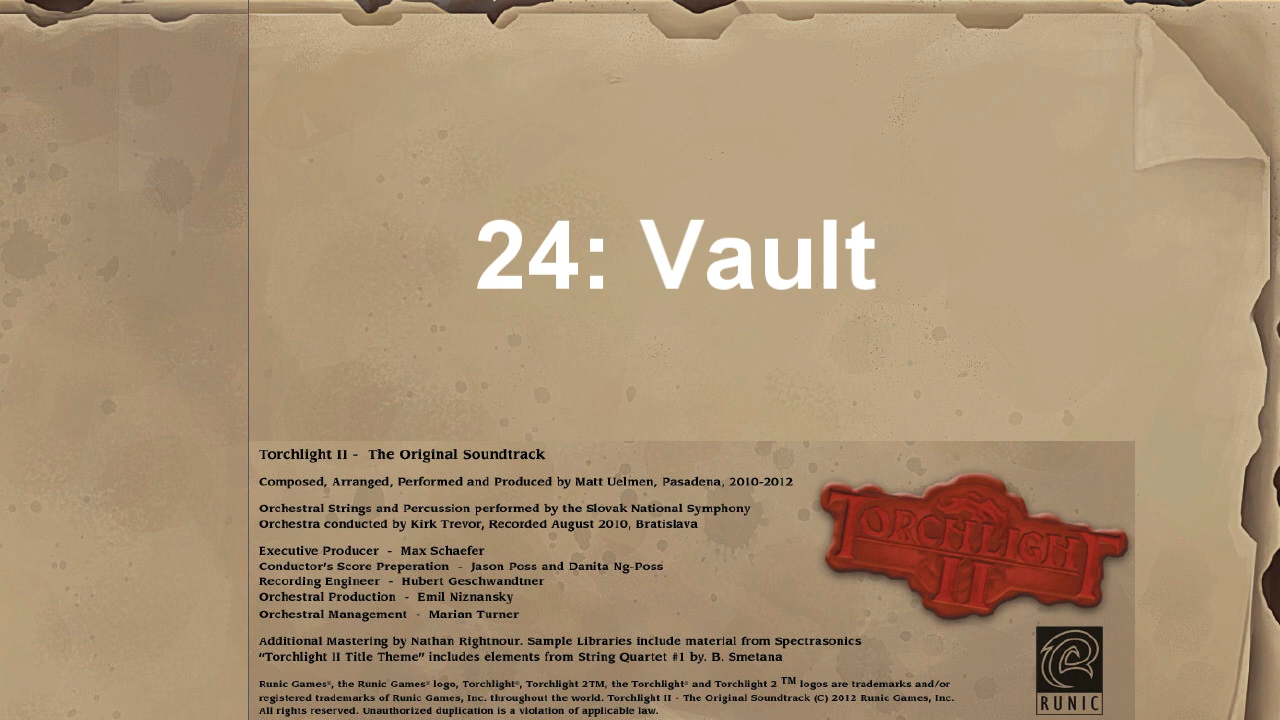 24: Vault
Torchlight II - The Original Soundtrack
Composed, Arranged, Performed and Produced by Matt Uelmen, Pasadena, 2010-2012
Orchestral Strings and Percussion performed by the Slovak National Symphony
Orchestra conducted by Kirk Trevor, Recorded August 2010, Bratislava
Executive Producer - Max Schaefer
Conductor's Score Preperation - Jason Poss and Danita Ng-Poss
Recording Engineer - Hubert Geschwandtner
Orchestral Production - Emil Niznansky
Orchestral Management - Marian Turner
Additional Mastering by Nathan Rightnour. Sample Libraries include material from Spectrasonics
"Torchlight II Title Theme" includes elements from String Quartet #1 by. B. Smetana
Runic Games®, the Runic Games® logo, Torchlight®, Torchlight 2TM, the Torchlight® and Torchlight 2 TM logos are trademarks and/or
registered trademarks of Runic Games, Inc. throughout the world. Torchlight II - The Original Soundtrack (C) 2012 Runic Games, Inc.
All rights reserved. Unauthorized duplication is a violation of applicable law.
TORCHLIGHT
II
RUNIC